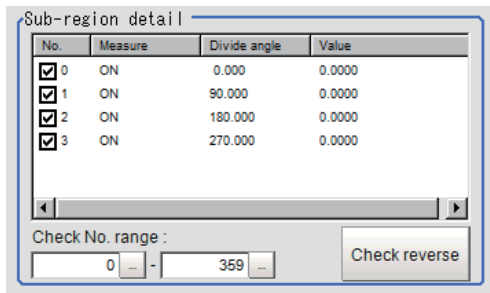 Sub-region detail
No. Measure Divide angle Value
0 ON 0.000 0.0000
1 ON 90.000 0.0000
2 ON 180.000 0.0000
3 ON 270.000 0.0000
Check No. range :
0 ... - 359 ... Check reverse